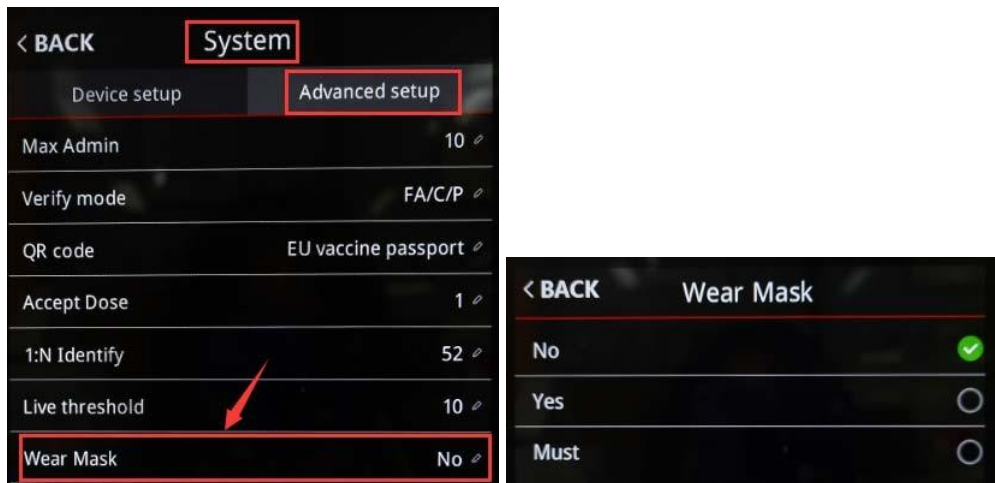 < BACK System
Device setup Advanced setup
Max Admin 10
Verify mode FA/C/P
QR code EU vaccine passport
Accept Dose 1
1:N Identify 52
Live threshold 10
Wear Mask No
< BACK Wear Mask
No
Yes
Must